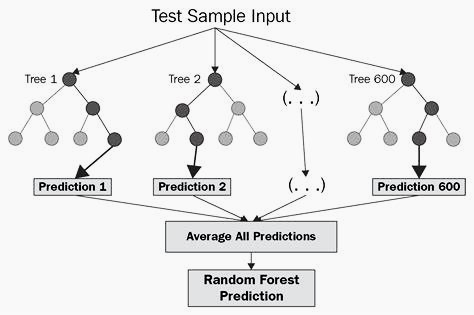 Test Sample Input
Tree 1
Tree 2
(. . .)
Tree 600
Prediction 1
Prediction 2
(. . .)
Prediction 600
Average All Predictions
Random Forest
Prediction